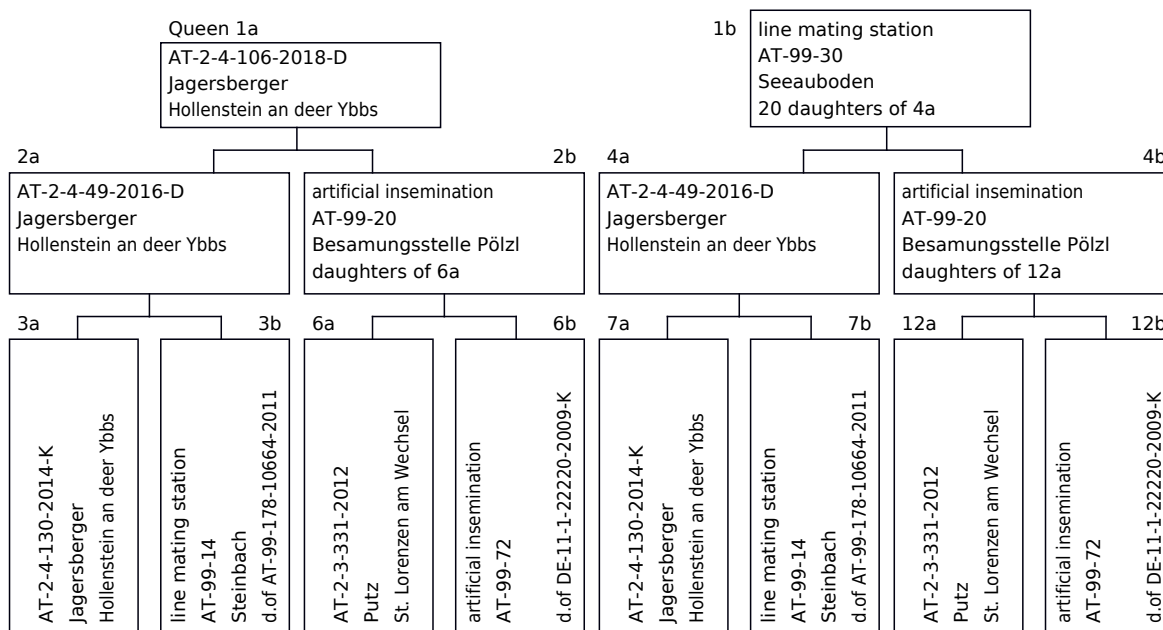 Queen 1a
AT-2-4-106-2018-D
Jagersberger
Hollenstein an deer Ybbs
1b
line mating station
AT-99-30
Seeauboden
20 daughters of 4a
2a
AT-2-4-49-2016-D
Jagersberger
Hollenstein an deer Ybbs
2b
artificial insemination
AT-99-20
Besamungsstelle Pölzl
daughters of 6a
4a
AT-2-4-49-2016-D
Jagersberger
Hollenstein an deer Ybbs
4b
artificial insemination
AT-99-20
Besamungsstelle Pölzl
daughters of 12a
3a
AT-2-4-130-2014-K
Jagersberger
Hollenstein an deer Ybbs
3b
line mating station
AT-99-14
Steinbach
d.of AT-99-178-10664-2011
6a
AT-2-3-331-2012
Putz
St. Lorenzen am Wechsel
6b
artificial insemination
AT-99-72
d.of DE-11-1-22220-2009-K
7a
AT-2-4-130-2014-K
Jagersberger
Hollenstein an deer Ybbs
7b
line mating station
AT-99-14
Steinbach
d.of AT-99-178-10664-2011
12a
AT-2-3-331-2012
Putz
St. Lorenzen am Wechsel
12b
artificial insemination
AT-99-72
d.of DE-11-1-22220-2009-K